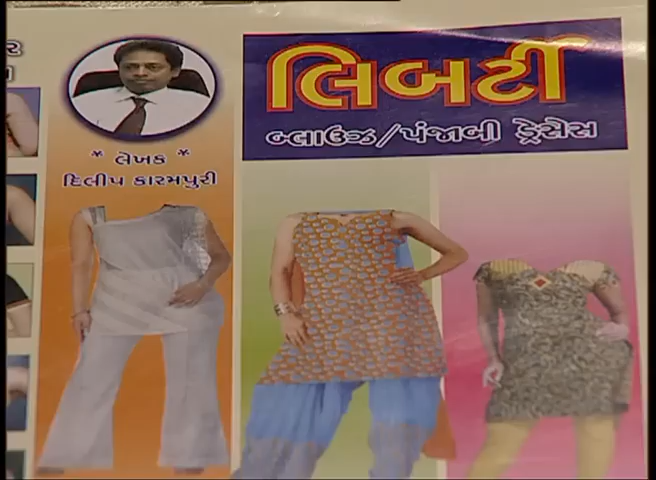 લિબર્ટી
બ્લાઉઝ/પંજાબી ડ્રેસેસ
* લેખક *
દિલીપ કારમપુરી